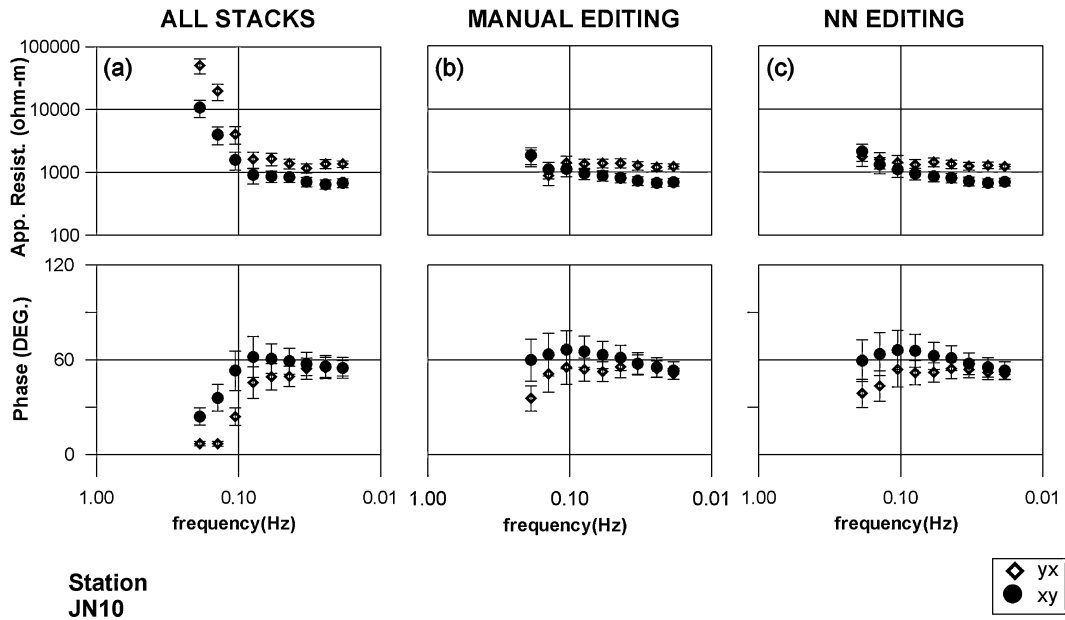 ALL STACKS
MANUAL EDITING
NN EDITING
App. Resist. (ohm-m)
100000
10000
1000
100
(a)
(b)
(c)
Phase (DEG.)
120
60
0
1.00
0.10
0.01
frequency(Hz)
1.00
0.10
0.01
frequency(Hz)
1.00
0.10
0.01
frequency(Hz)
Station
JN10
yx
xy